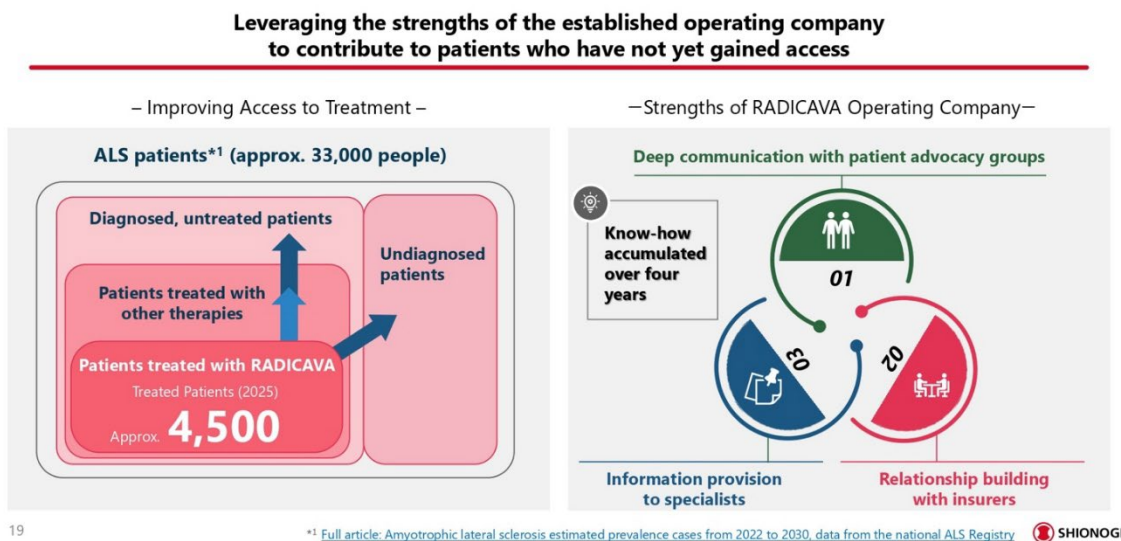 Leveraging the strengths of the established operating company
to contribute to patients who have not yet gained access
– Improving Access to Treatment –
ALS patients*1 (approx. 33,000 people)
Diagnosed, untreated patients
Undiagnosed
patients
Patients treated with
other therapies
Patients treated with RADICAVA
Treated Patients (2025)
Approx. 4,500
—Strengths of RADICAVA Operating Company—
Deep communication with patient advocacy groups
Know-how
accumulated
over four
years
01
02
03
Information provision
to specialists
Relationship building
with insurers
19
*1 Full article: Amyotrophic lateral sclerosis estimated prevalence cases from 2022 to 2030, data from the national ALS Registry
SHIONOGI